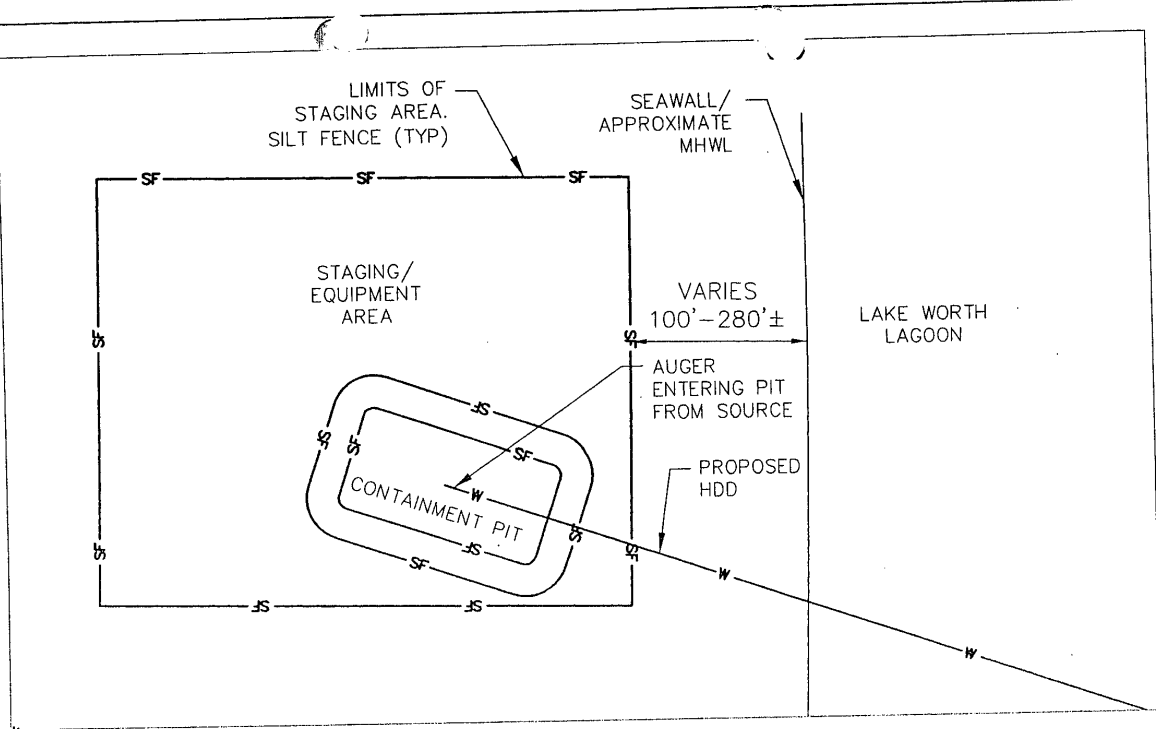 LIMITS OF
STAGING AREA.
SILT FENCE (TYP)
SEAWALL/
APPROXIMATE
MHWL
SF
SF
SF
STAGING/
EQUIPMENT
AREA
VARIES
100'-280'±
LAKE WORTH
LAGOON
SF
SF
AUGER
ENTERING PIT
FROM SOURCE
SF
SF
SF
SF
PROPOSED
HDD
W
CONTAINMENT PIT
SF
SF
SF
SF
SF
W
SF
SF
W